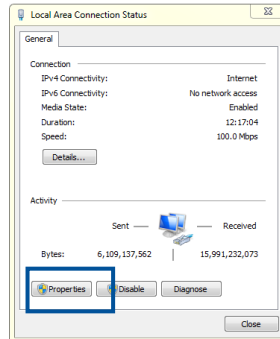 Local Area Connection Status
General
Connection
IPv4 Connectivity: Internet
IPv6 Connectivity: No network access
Media State: Enabled
Duration: 12:17:04
Speed: 100.0 Mbps
Details...
Activity
Sent Received
Bytes: 6,109,137,562 15,991,232,073
Properties Disable Diagnose
Close